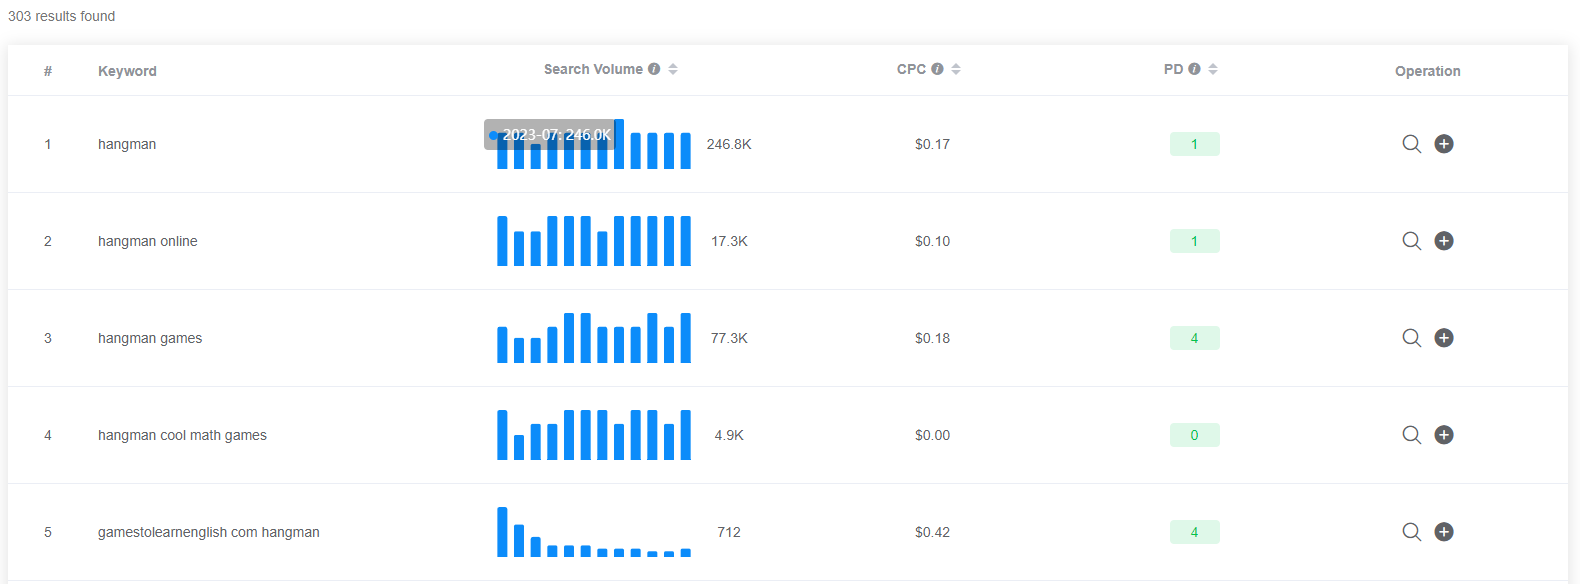 303 results found
# Keyword Search Volume CPC PD Operation
2023-07: 246.0K
1 hangman 246.8K $0.17 1
2 hangman online 17.3K $0.10 1
3 hangman games 77.3K $0.18 4
4 hangman cool math games 4.9K $0.00 0
5 gamestolearnenglish com hangman 712 $0.42 4